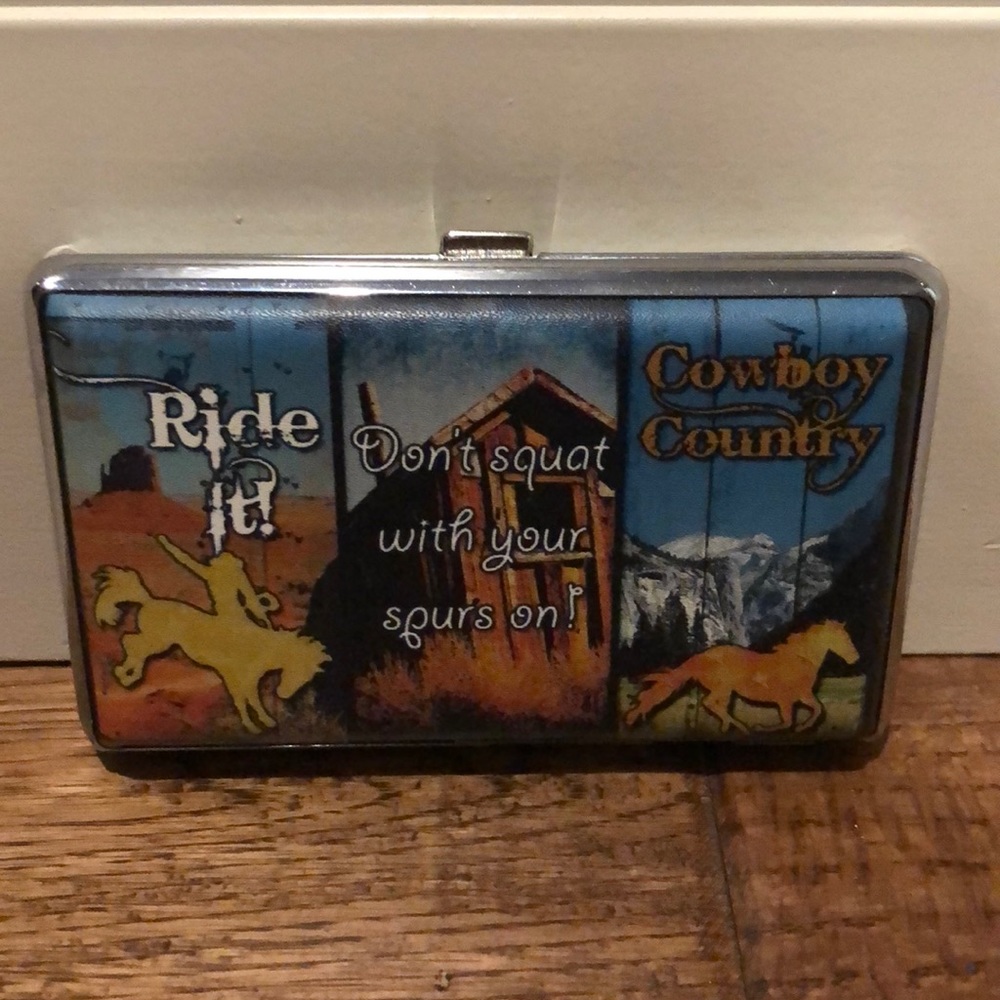 Ride
It!
Don't squat
with your
spurs on!
Cowboy
Country